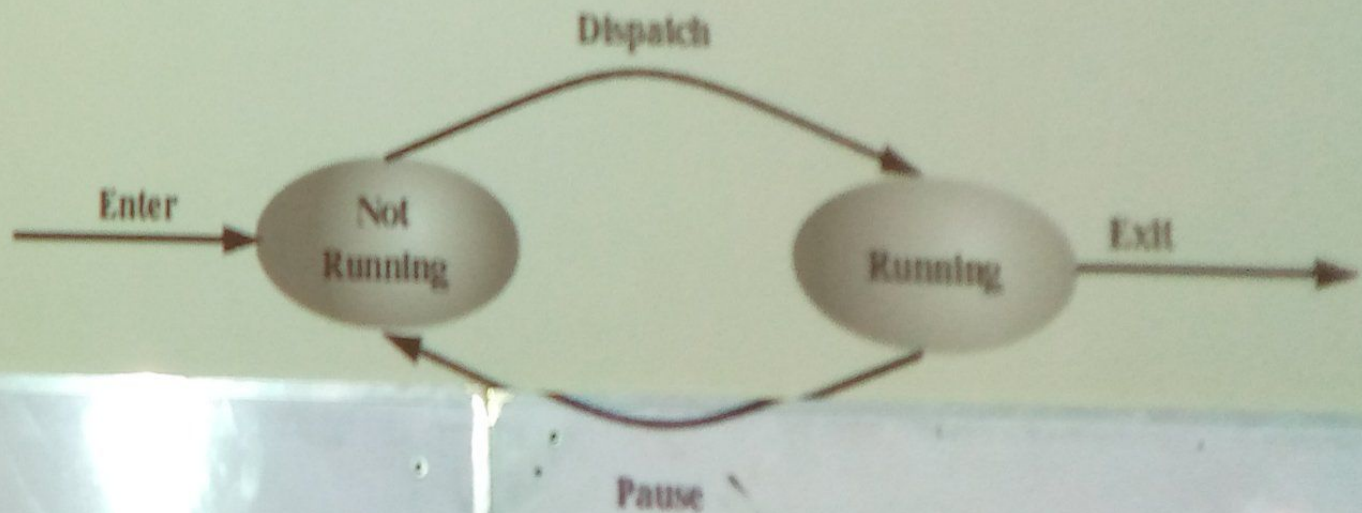 Dispatch
Enter
Not
Running
Running
Exit
Pause